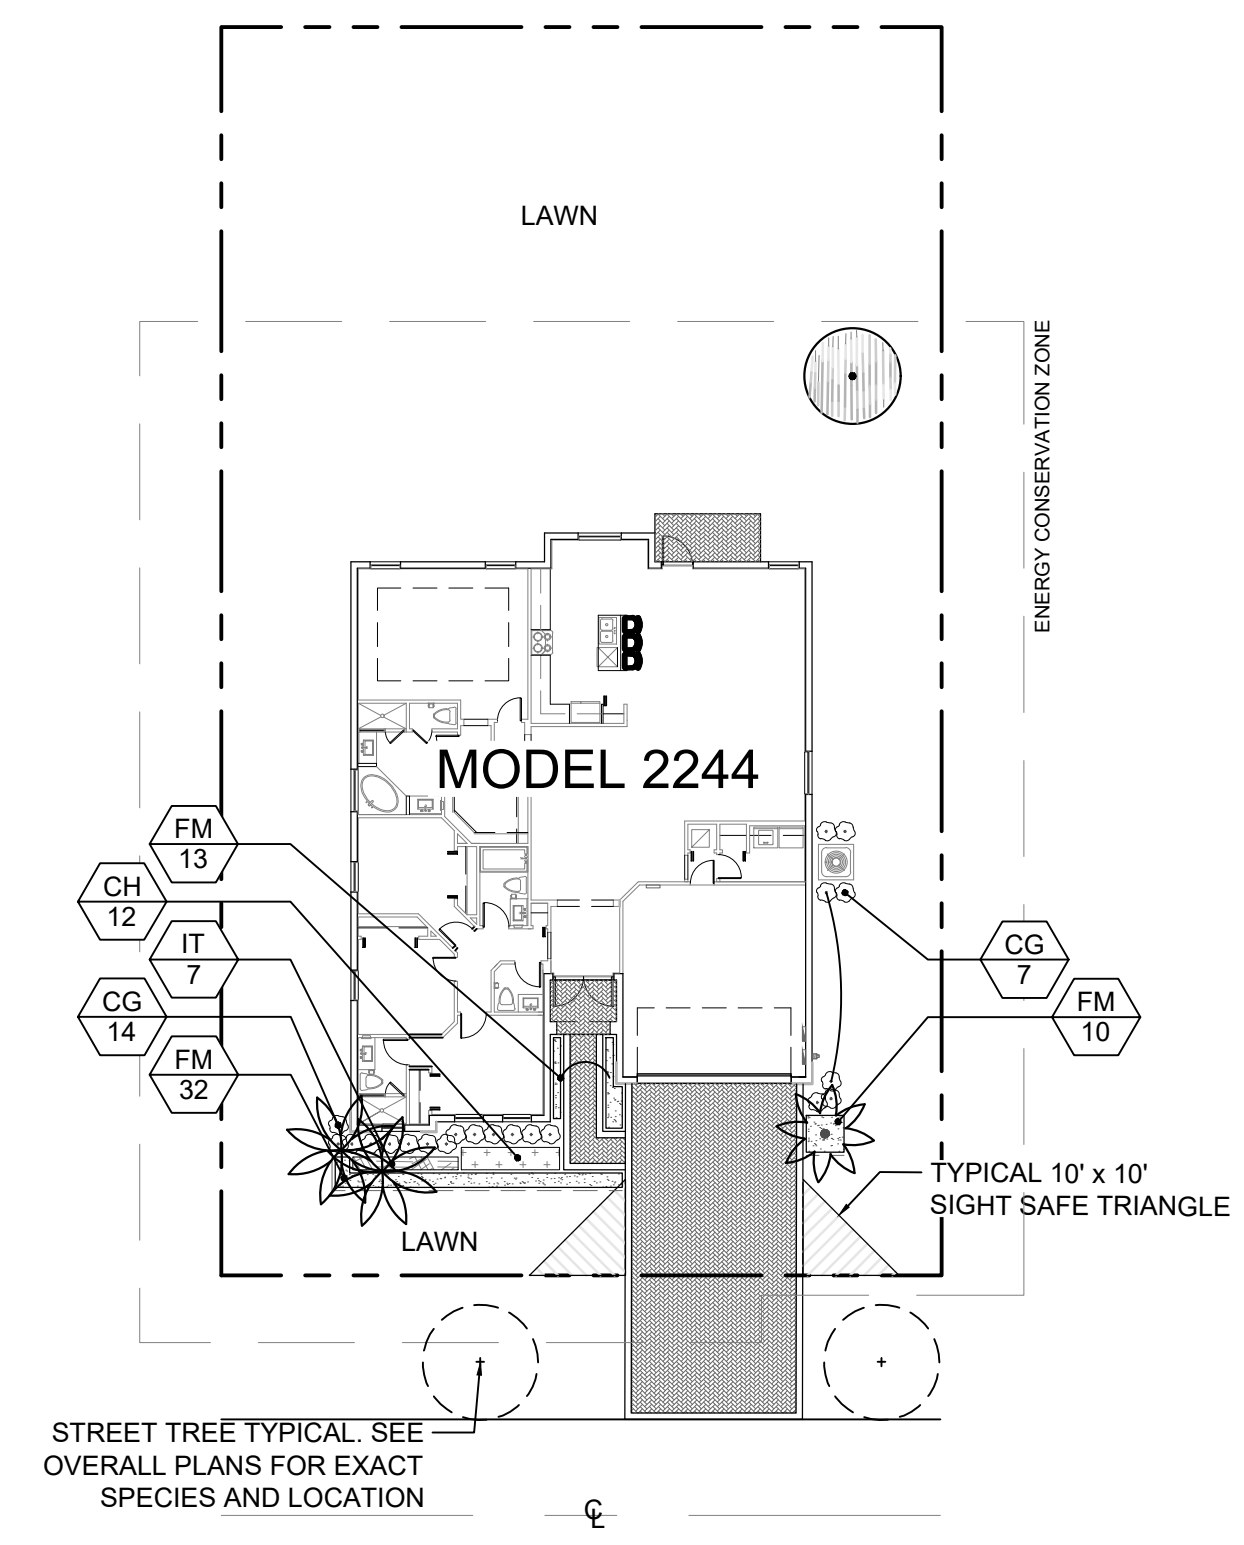 LAWN
ENERGY CONSERVATION ZONE
MODEL 2244
FM
13
CH
12
IT
7
CG
14
FM
32
CG
7
FM
10
TYPICAL 10' x 10'
SIGHT SAFE TRIANGLE
LAWN
STREET TREE TYPICAL. SEE
OVERALL PLANS FOR EXACT
SPECIES AND LOCATION
CL